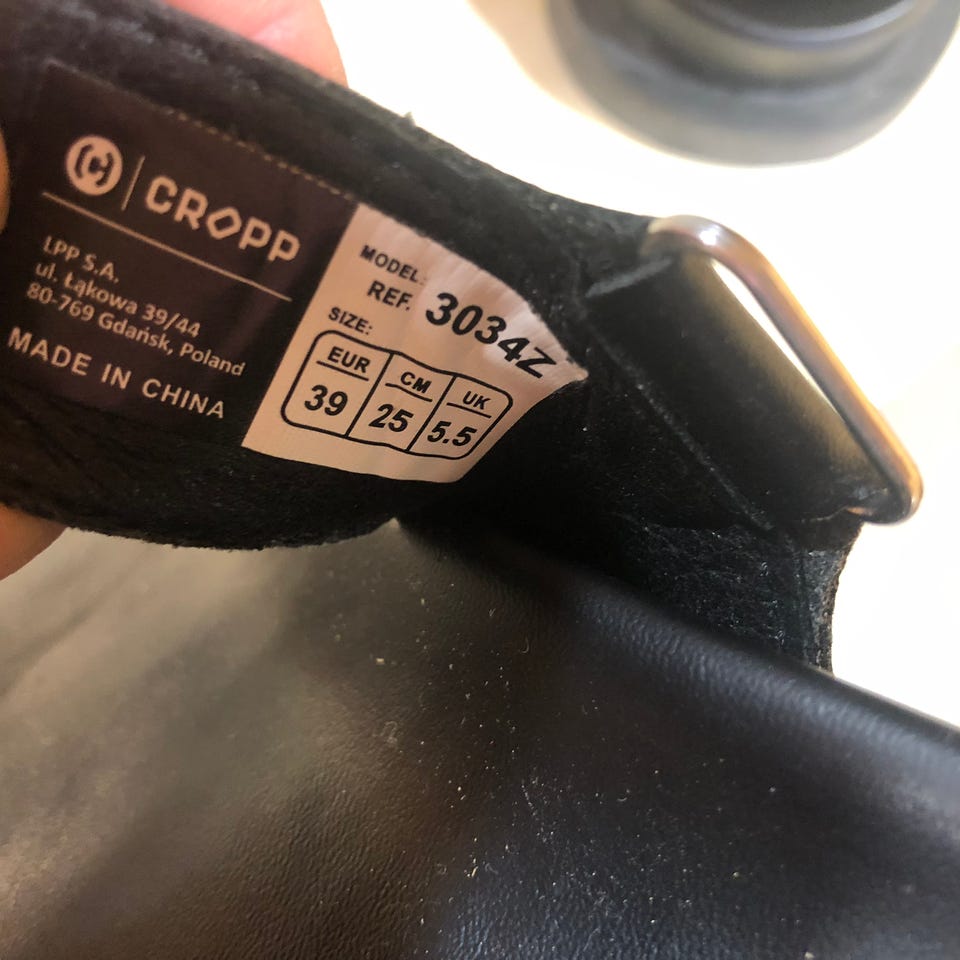 CROPP
LPP S.A.
ul. Łąkowa 39/44
80-769 Gdańsk, Poland
MADE IN CHINA
MODEL:
REF. 3034Z
SIZE:
EUR CM UK
39 25 5.5